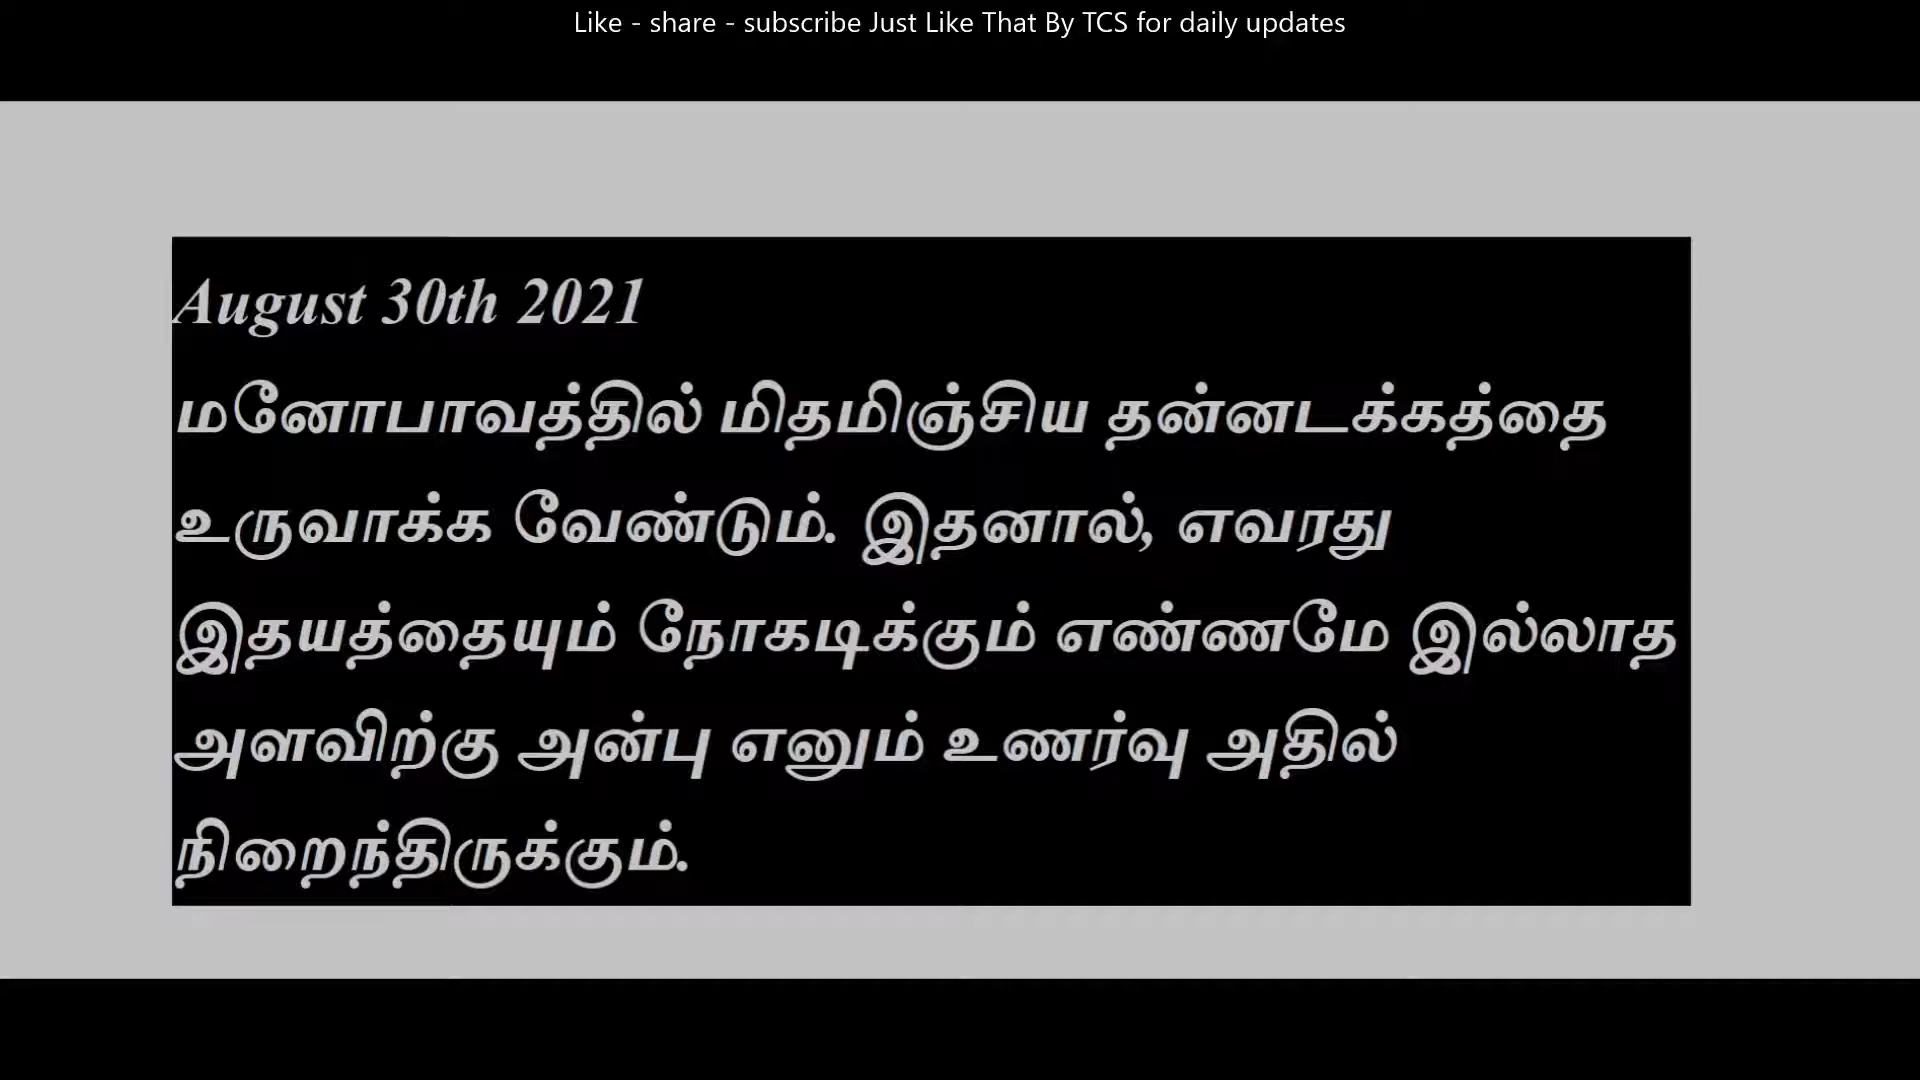 Like - share - subscribe Just Like That By TCS for daily updates
August 30th 2021
மனோபாவத்தில் மிதமிஞ்சிய தன்னடக்கத்தை
உருவாக்க வேண்டும். இதனால், எவரது
இதயத்தையும் நோகடிக்கும் எண்ணமே இல்லாத
அளவிற்கு அன்பு எனும் உணர்வு அதில்
நிறைந்திருக்கும்.